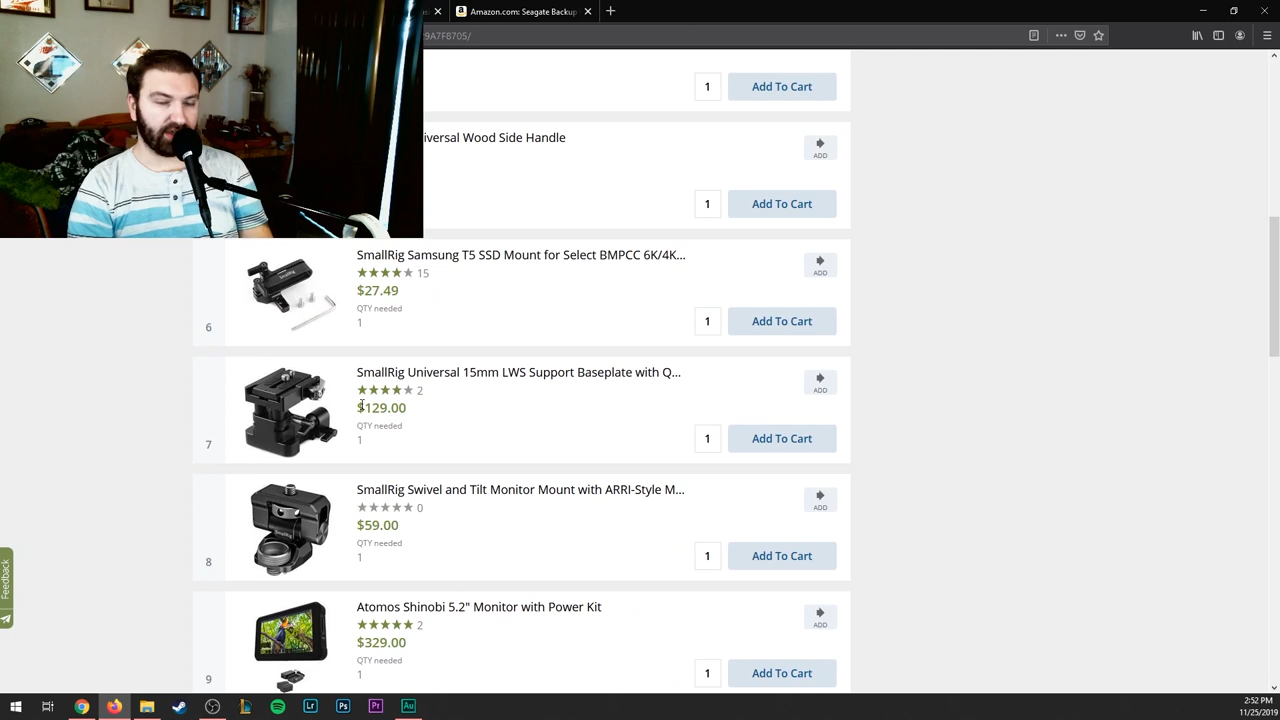 Amazon.com: Seagate Backup
9A7F8705/
1
Add To Cart
iversal Wood Side Handle
ADD
1
Add To Cart
SmallRig Samsung T5 SSD Mount for Select BMPCC 6K/4K...
15
$27.49
QTY needed
1
6
ADD
1
Add To Cart
SmallRig Universal 15mm LWS Support Baseplate with Q...
2
$129.00
QTY needed
1
7
ADD
1
Add To Cart
SmallRig Swivel and Tilt Monitor Mount with ARRI-Style M...
0
$59.00
QTY needed
1
8
ADD
1
Add To Cart
Atomos Shinobi 5.2" Monitor with Power Kit
2
$329.00
QTY needed
1
9
ADD
1
Add To Cart
Feedback
Lr
Ps
Pr
Au
2:52 PM
11/25/2019